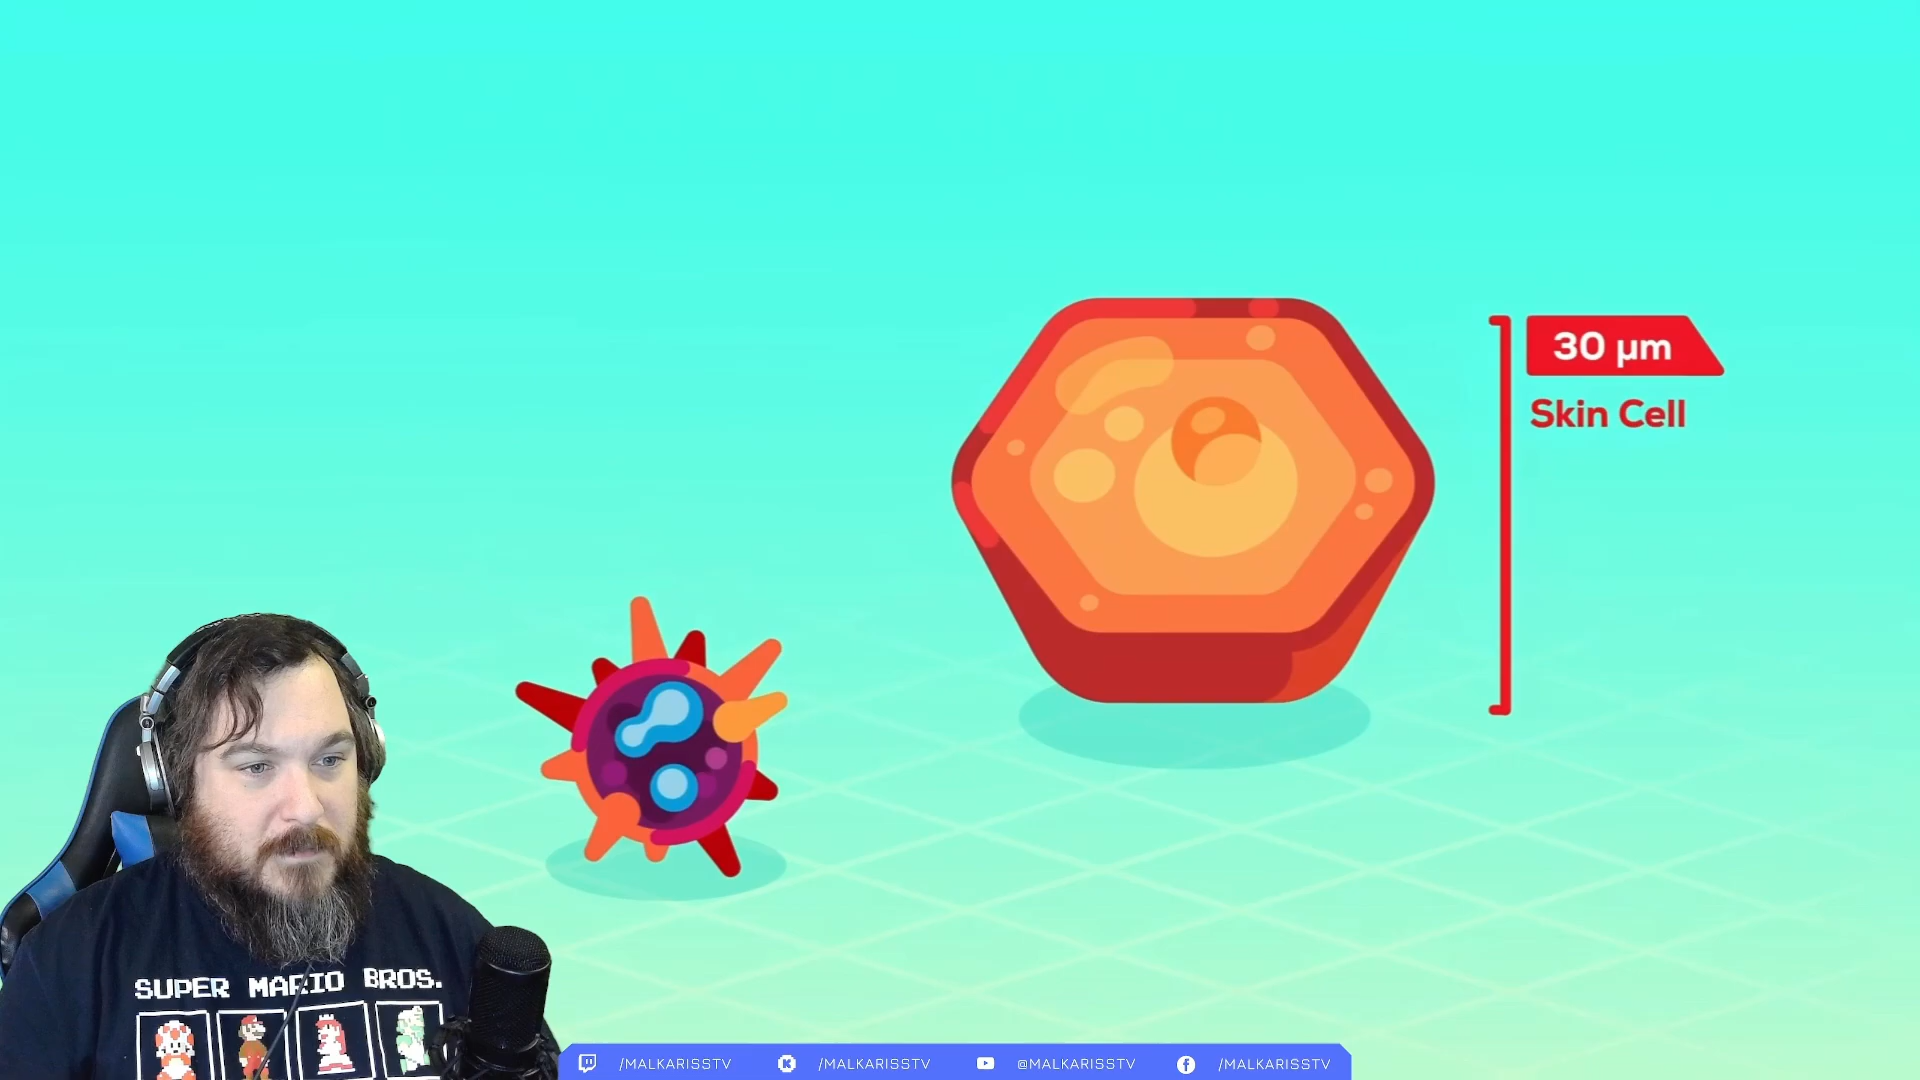 30 µm
Skin Cell
SUPER MARIO BROS.
/MALKARISSTV
/MALKARISSTV
@MALKARISSTV
/MALKARISSTV